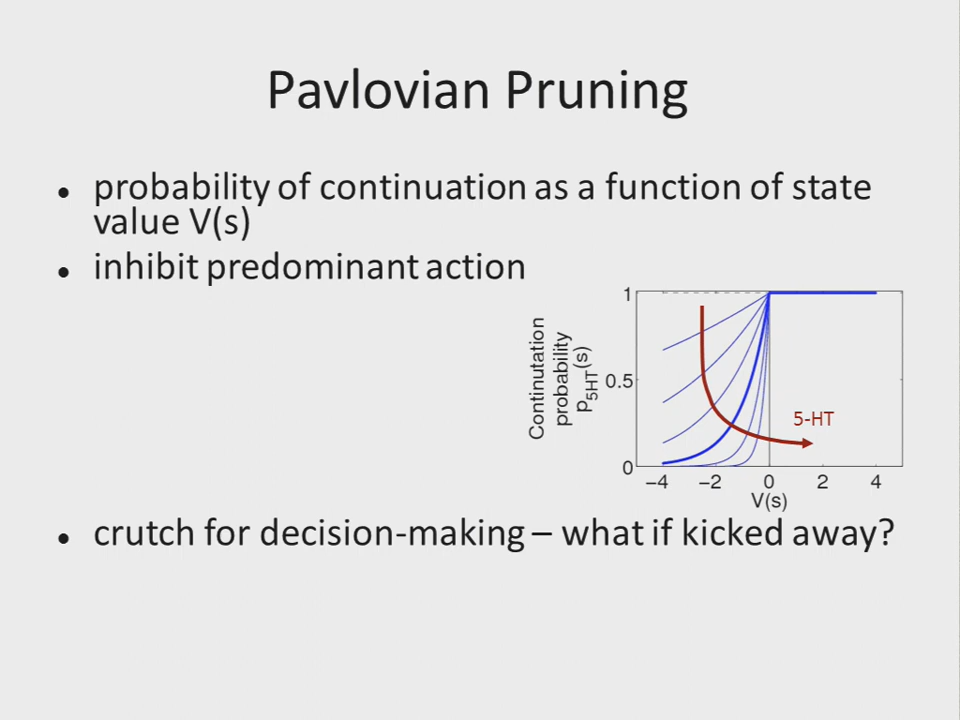 Pavlovian Pruning
● probability of continuation as a function of state
value V(s)
● inhibit predominant action
Continutation
probability
p5HT(s)
1
0.5
0
5-HT
−4 −2 0 2 4
V(s)
● crutch for decision-making – what if kicked away?